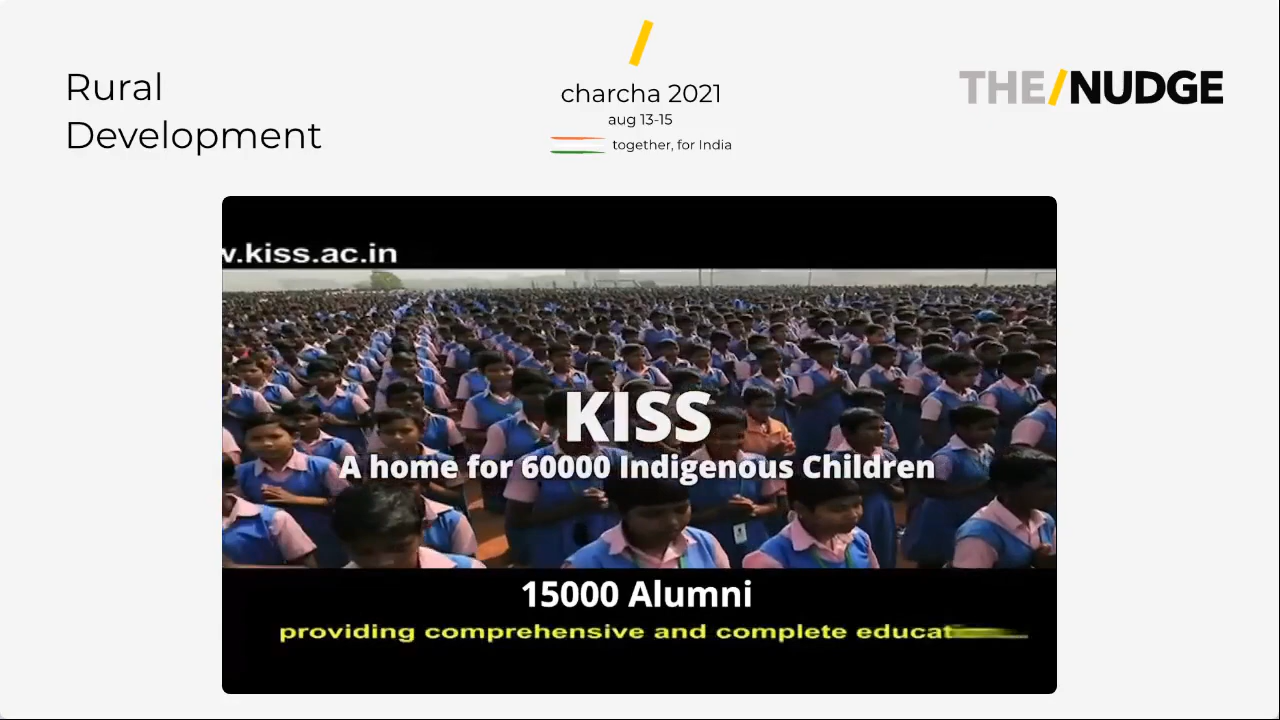 Rural
Development
charcha 2021
aug 13-15
together, for India
THE/NUDGE
w.kiss.ac.in
KISS
A home for 60000 Indigenous Children
15000 Alumni
providing comprehensive and complete educat